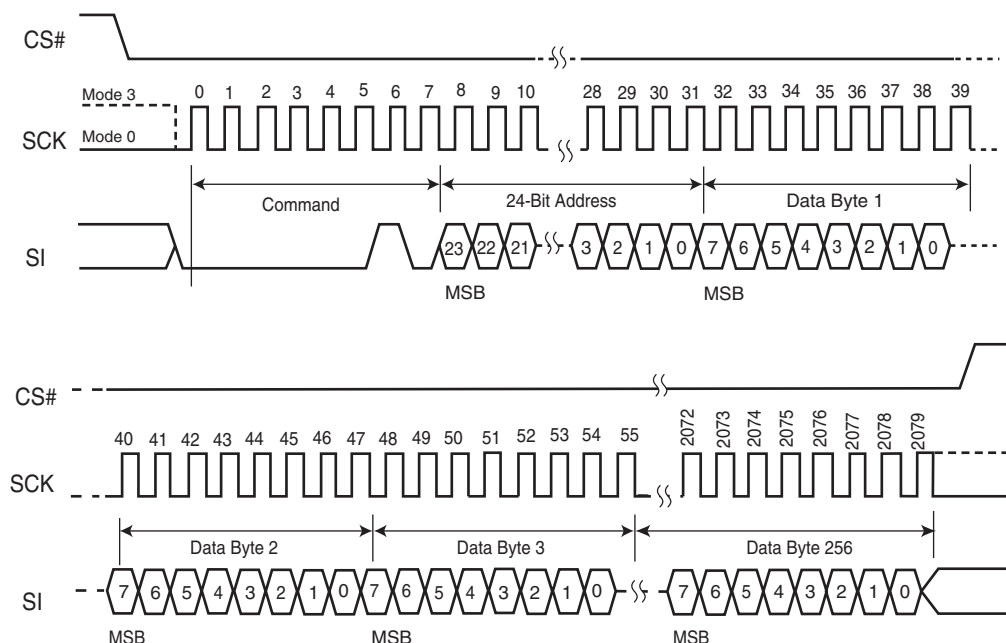 CS#
Mode 3
0 1 2 3 4 5 6 7 8 9 10 28 29 30 31 32 33 34 35 36 37 38 39
SCK
Mode 0
Command
24-Bit Address
Data Byte 1
SI
23 22 21 3 2 1 0 7 6 5 4 3 2 1 0
MSB
MSB
CS#
40 41 42 43 44 45 46 47 48 49 50 51 52 53 54 55 2072 2073 2074 2075 2076 2077 2078 2079
SCK
Data Byte 2
Data Byte 3
Data Byte 256
SI
7 6 5 4 3 2 1 0 7 6 5 4 3 2 1 0 7 6 5 4 3 2 1 0
MSB
MSB
MSB